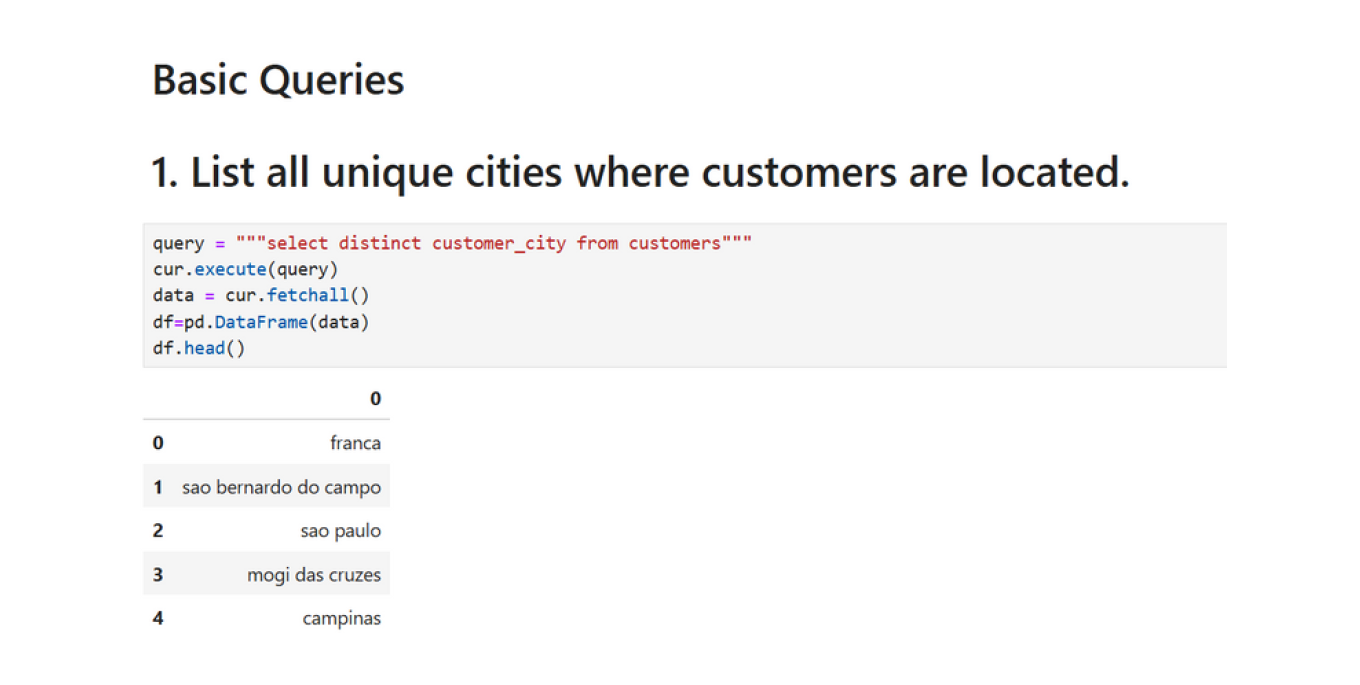 Basic Queries
1. List all unique cities where customers are located.
query = """select distinct customer_city from customers"""
cur.execute(query)
data = cur.fetchall()
df=pd.DataFrame(data)
df.head()
0
0 franca
1 sao bernardo do campo
2 sao paulo
3 mogi das cruzes
4 campinas